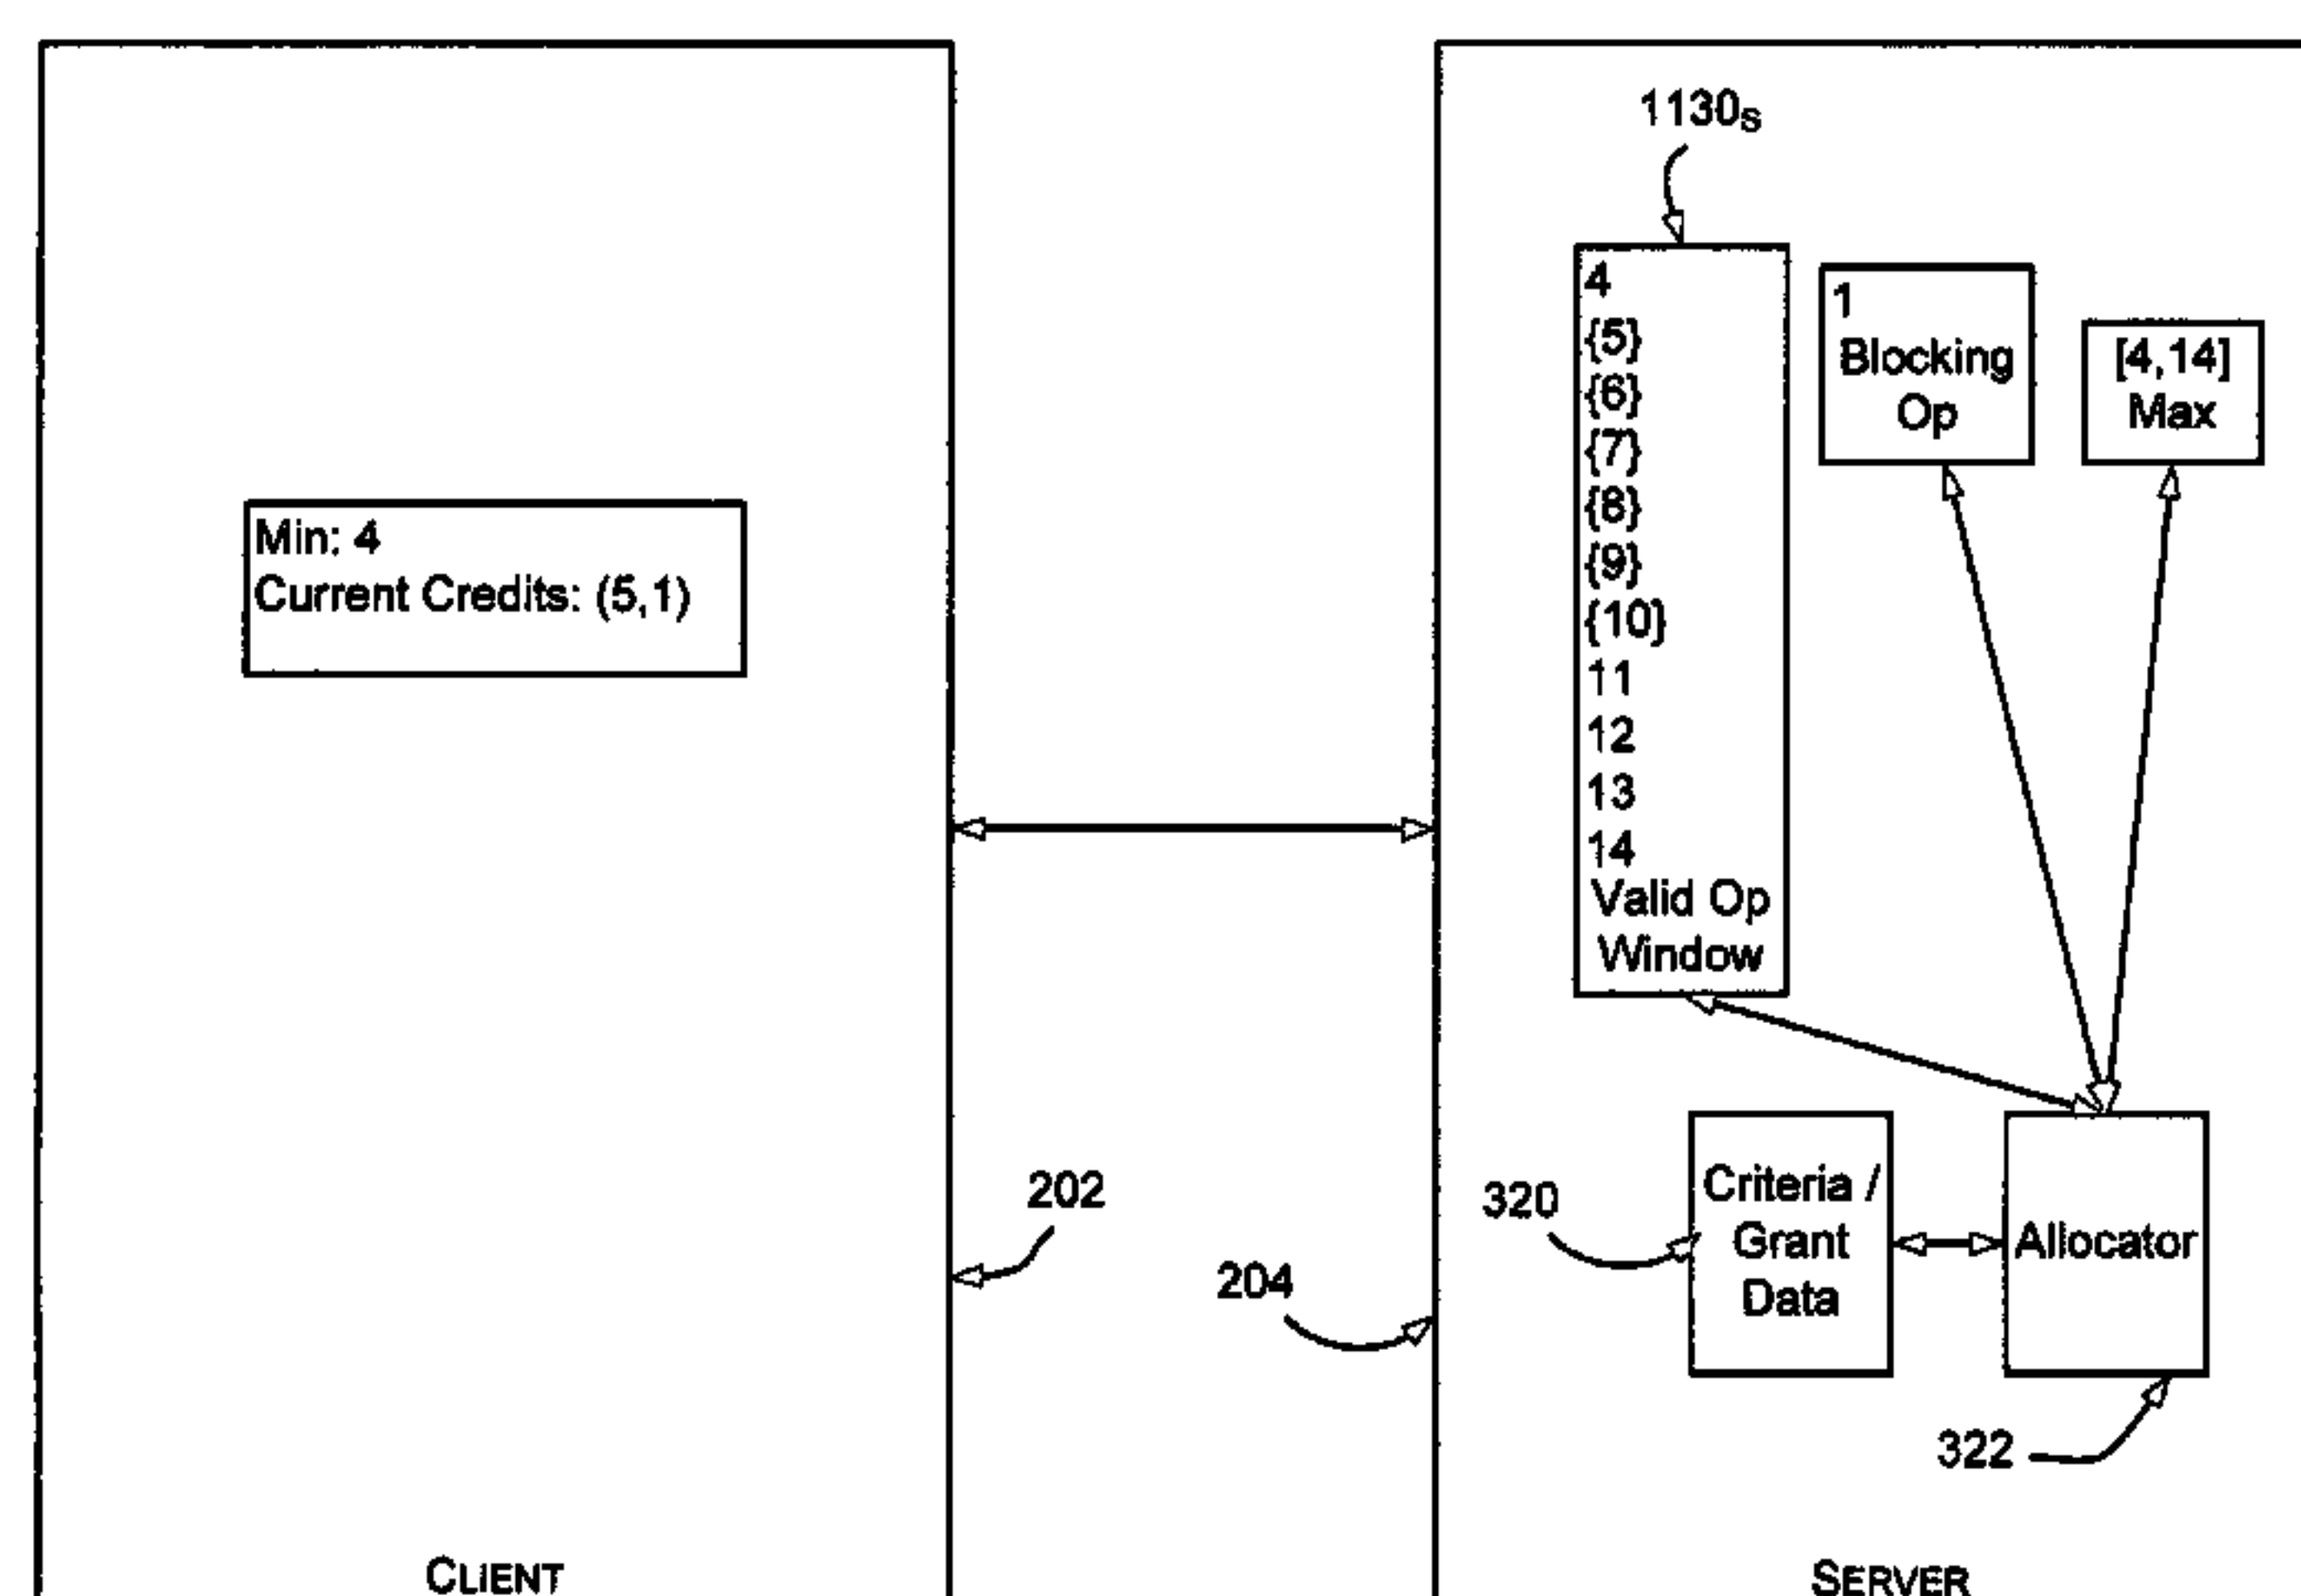 1130S
4
{5}
{6}
{7}
{8}
{9}
{10}
11
12
13
14
Valid Op
Window
1
Blocking
Op
[4,14]
Max
Min: 4
Current Credits: (5,1)
202
204
320
Criteria /
Grant
Data
Allocator
322
CLIENT
SERVER